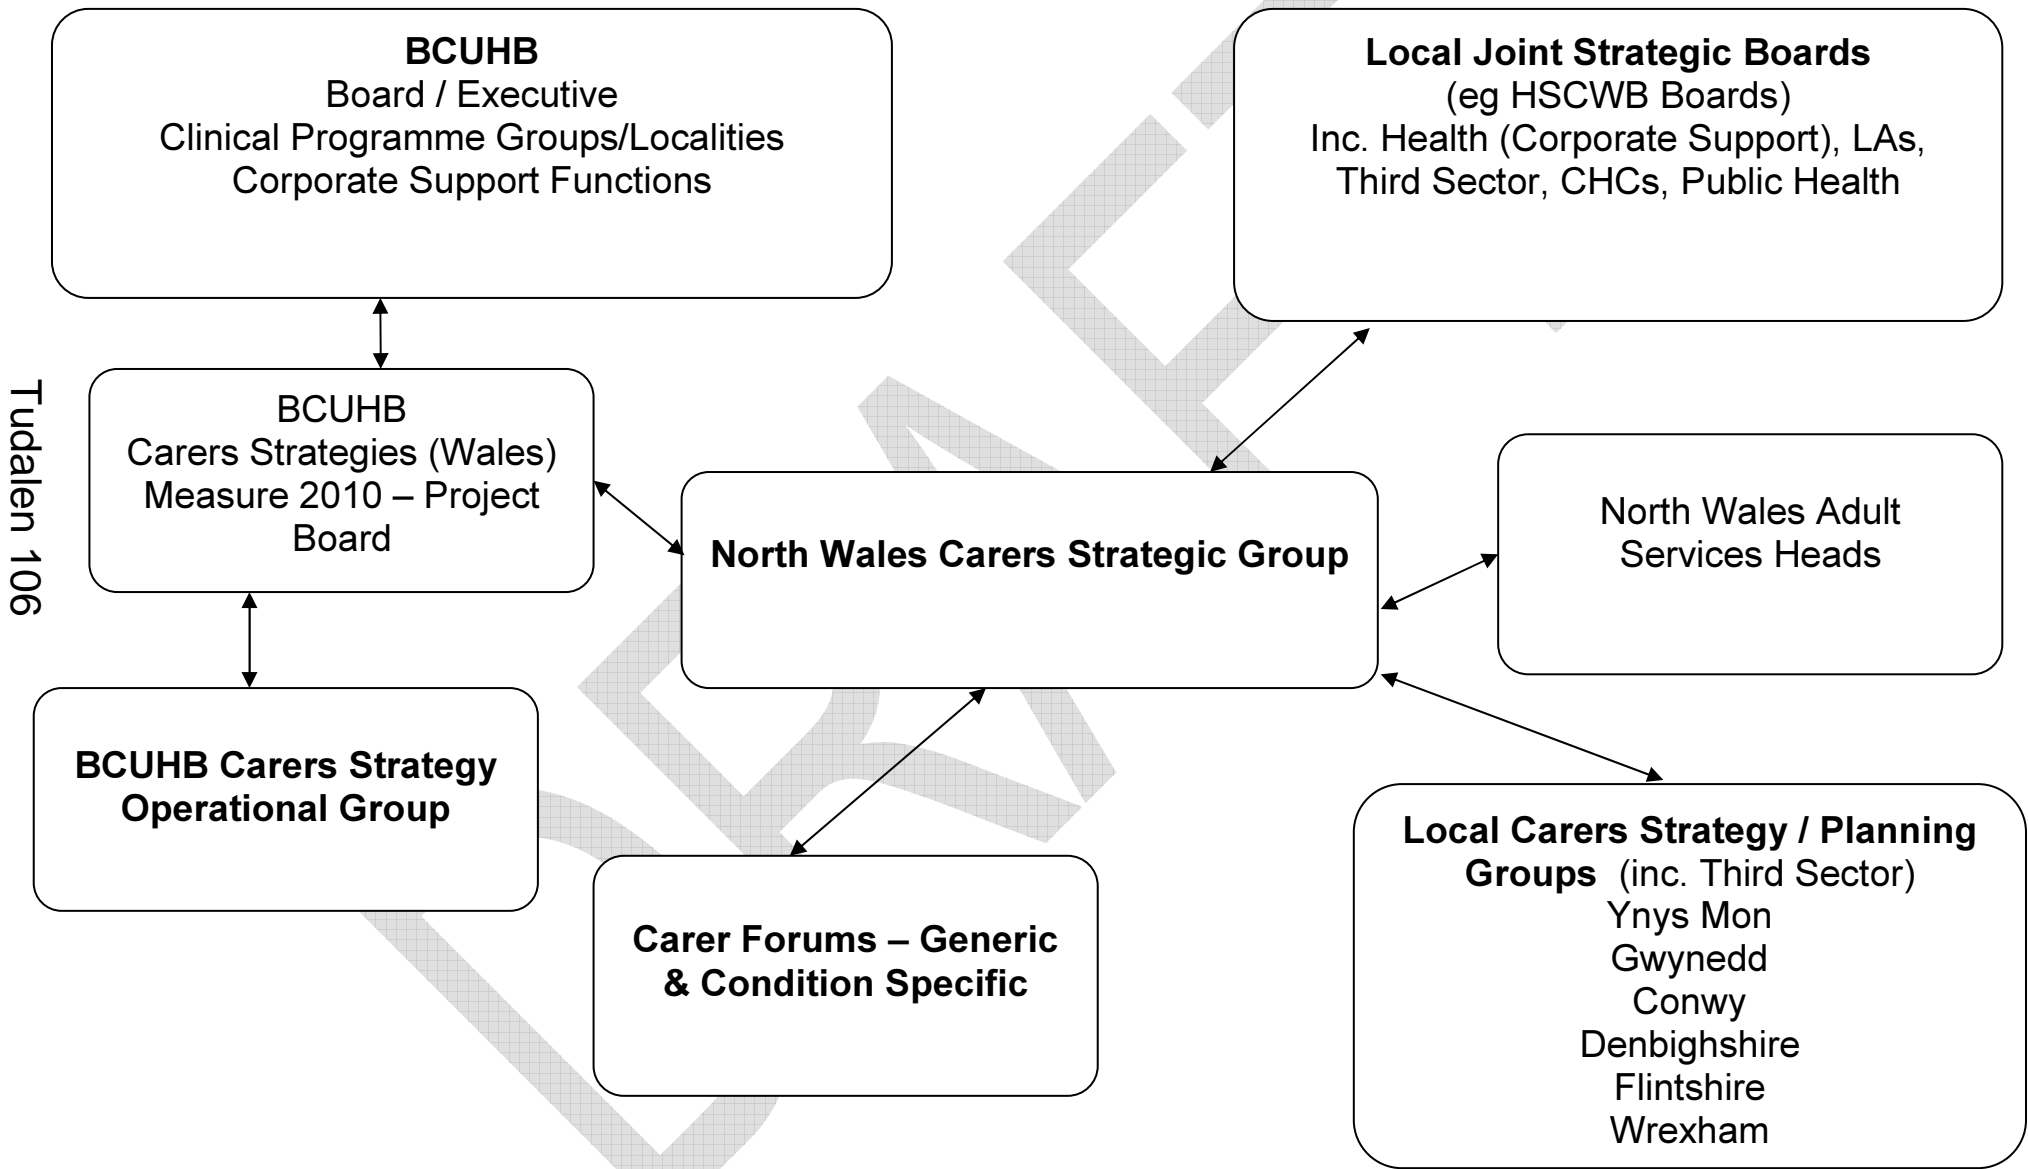 BCUHB
Board / Executive
Clinical Programme Groups/Localities
Corporate Support Functions
Local Joint Strategic Boards
(eg HSCWB Boards)
Inc. Health (Corporate Support), LAs,
Third Sector, CHCs, Public Health
Tudalen 106
BCUHB
Carers Strategies (Wales)
Measure 2010 – Project
Board
North Wales Carers Strategic Group
North Wales Adult
Services Heads
BCUHB Carers Strategy
Operational Group
Carer Forums – Generic
& Condition Specific
Local Carers Strategy / Planning
Groups  (inc. Third Sector)
Ynys Mon
Gwynedd
Conwy
Denbighshire
Flintshire
Wrexham
DRAFT